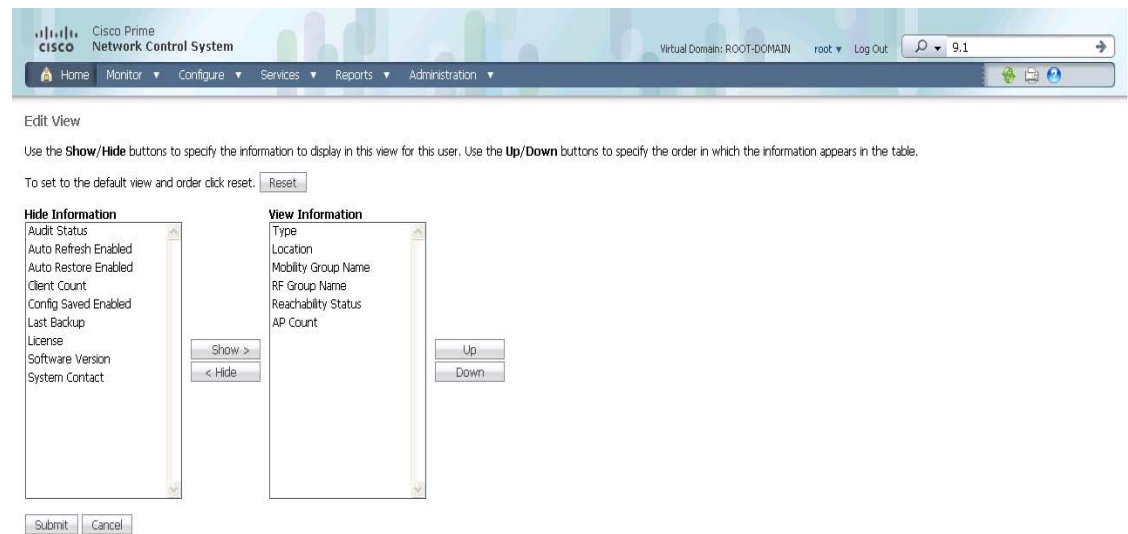 Cisco Prime
CISCO Network Control System
Virtual Domain: ROOT-DOMAIN root Log Out 9.1
Home Monitor Configure Services Reports Administration
Edit View
Use the Show/Hide buttons to specify the information to display in this view for this user. Use the Up/Down buttons to specify the order in which the information appears in the table.
To set to the default view and order click reset. Reset
Hide Information
Audit Status
Auto Refresh Enabled
Auto Restore Enabled
Client Count
Config Saved Enabled
Last Backup
License
Software Version
System Contact
Show >
< Hide
View Information
Type
Location
Mobility Group Name
RF Group Name
Reachability Status
AP Count
Up
Down
Submit Cancel